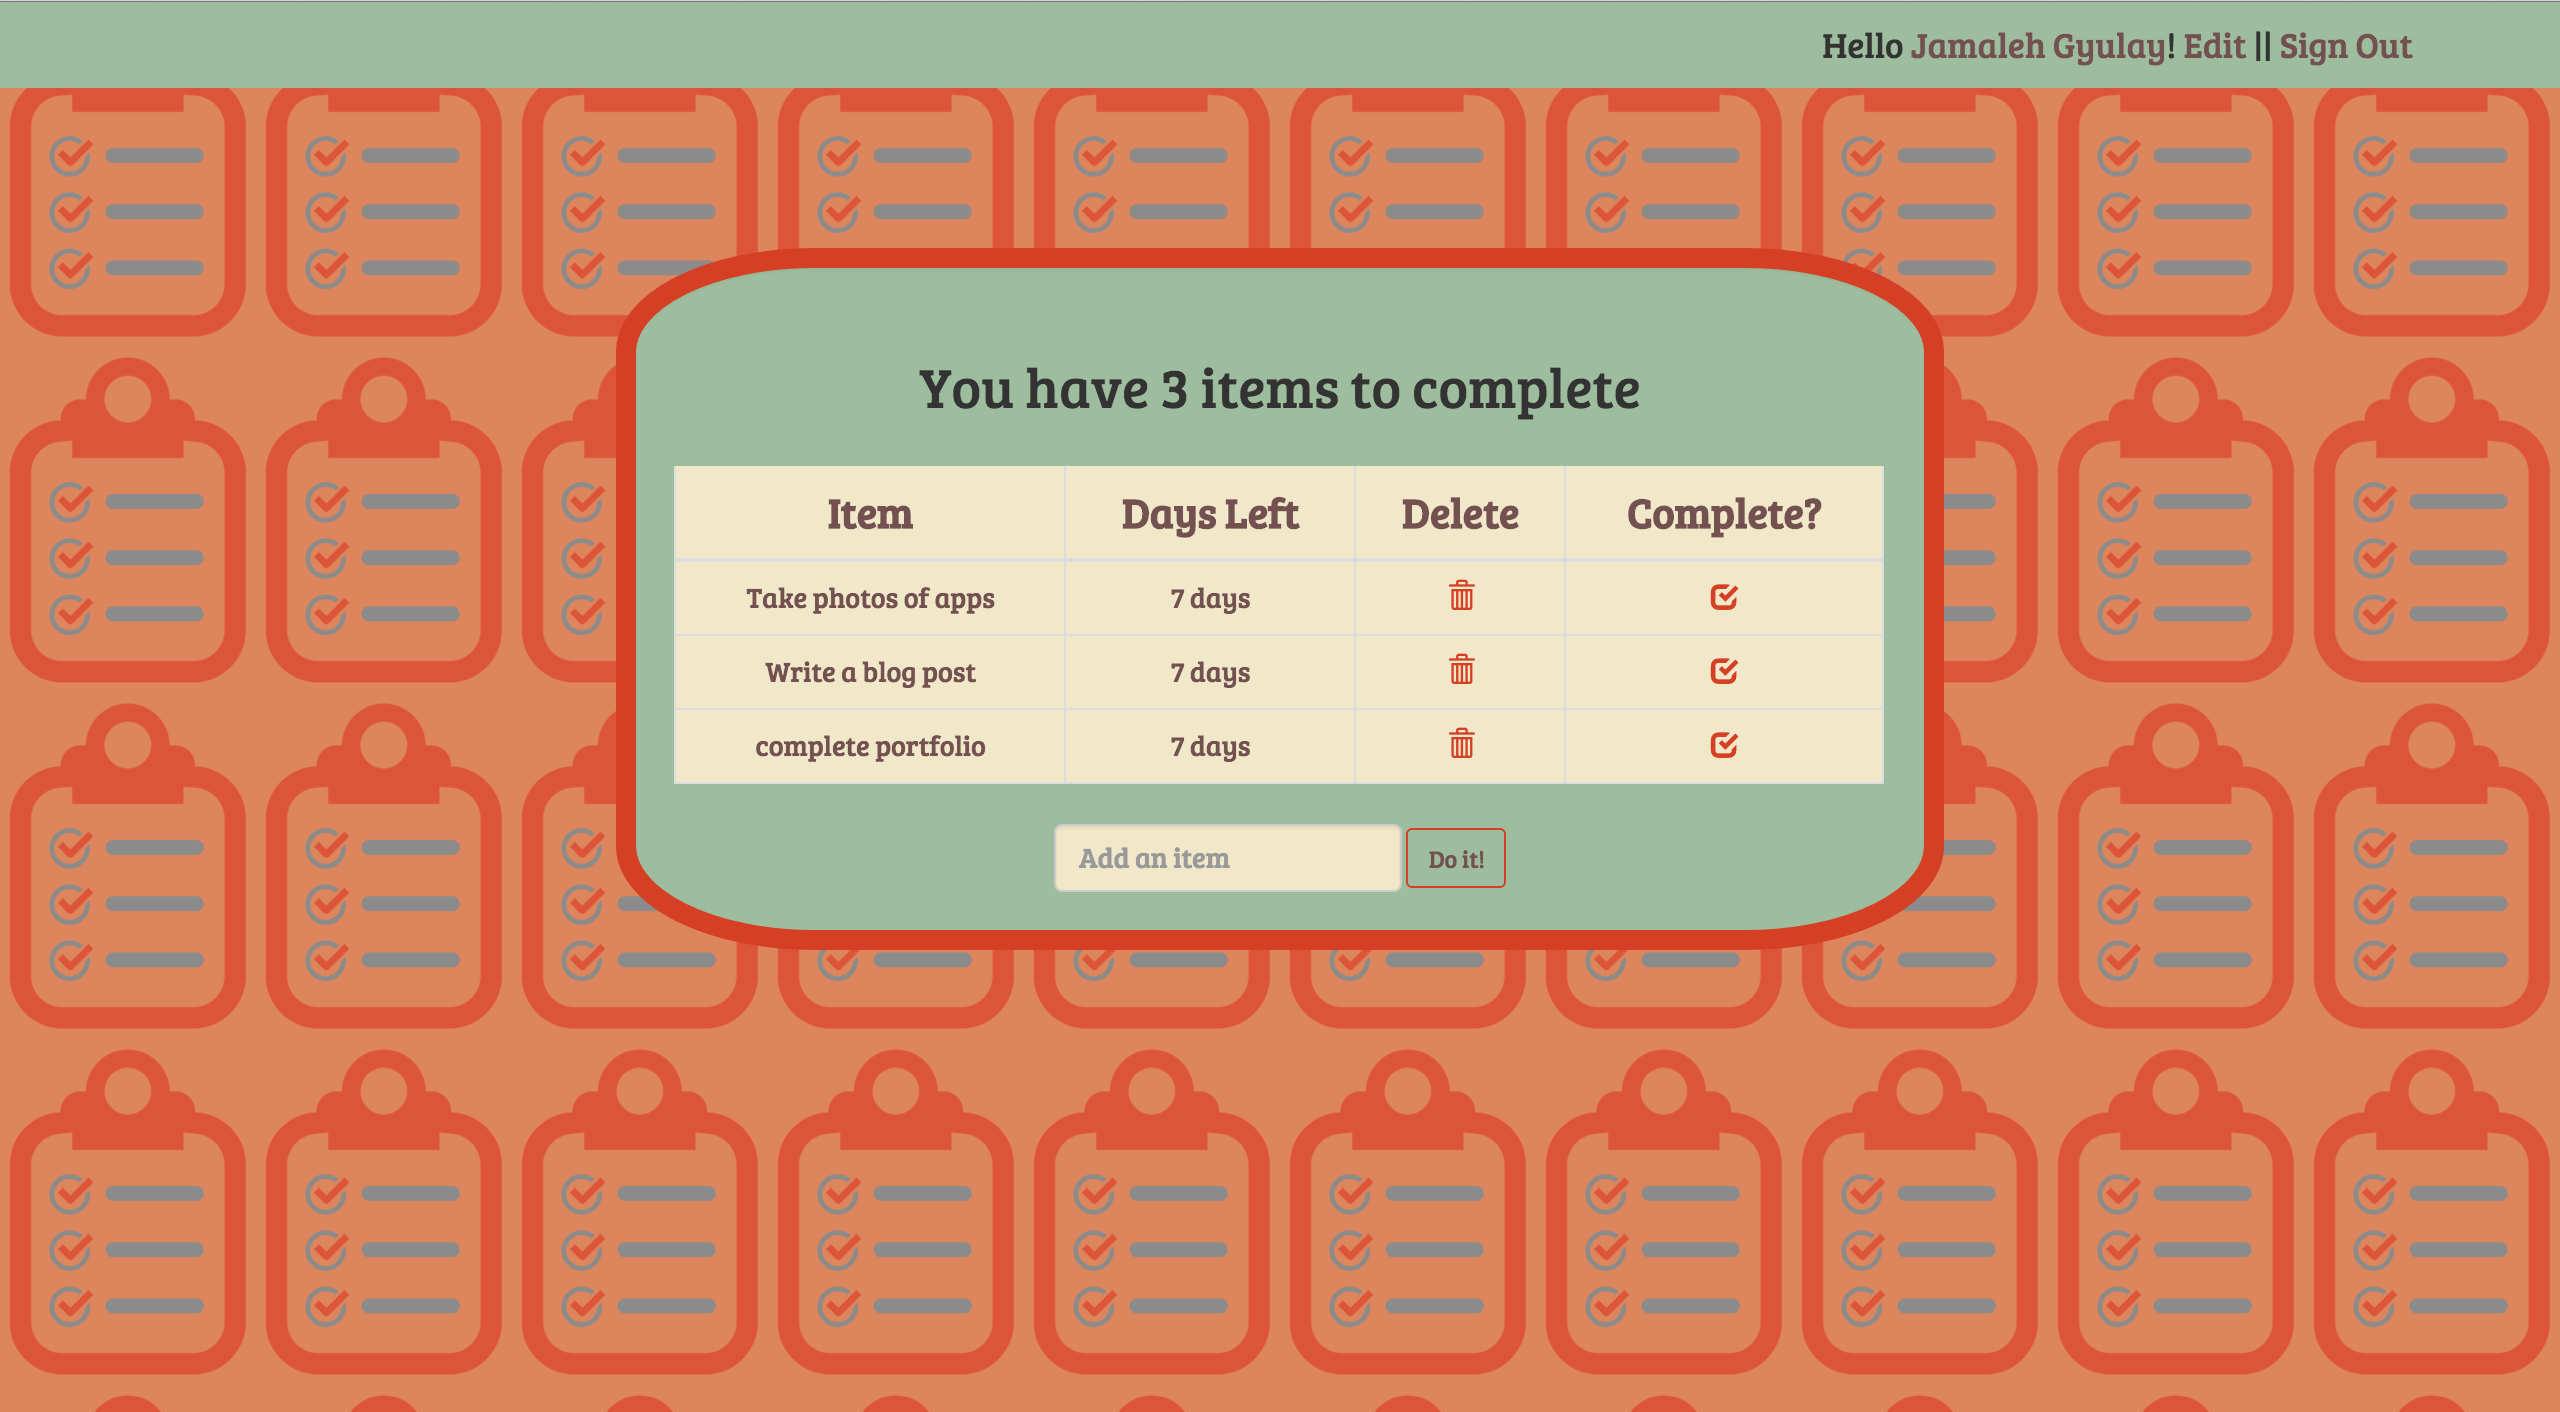 Hello Jamaleh Gyulay! Edit || Sign Out
You have 3 items to complete
Item Days Left Delete Complete?
Take photos of apps 7 days
Write a blog post 7 days
complete portfolio 7 days
Add an item Do it!